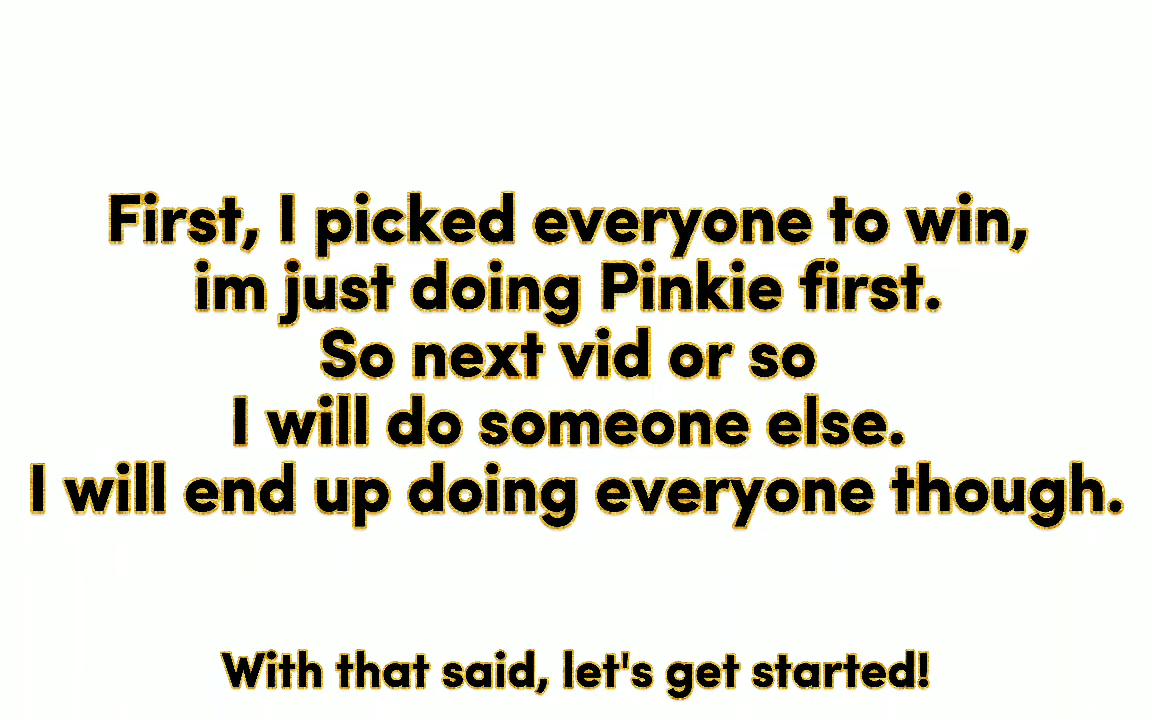 First, I picked everyone to win,
im just doing Pinkie first.
So next vid or so
I will do someone else.
I will end up doing everyone though.
With that said, let's get started!